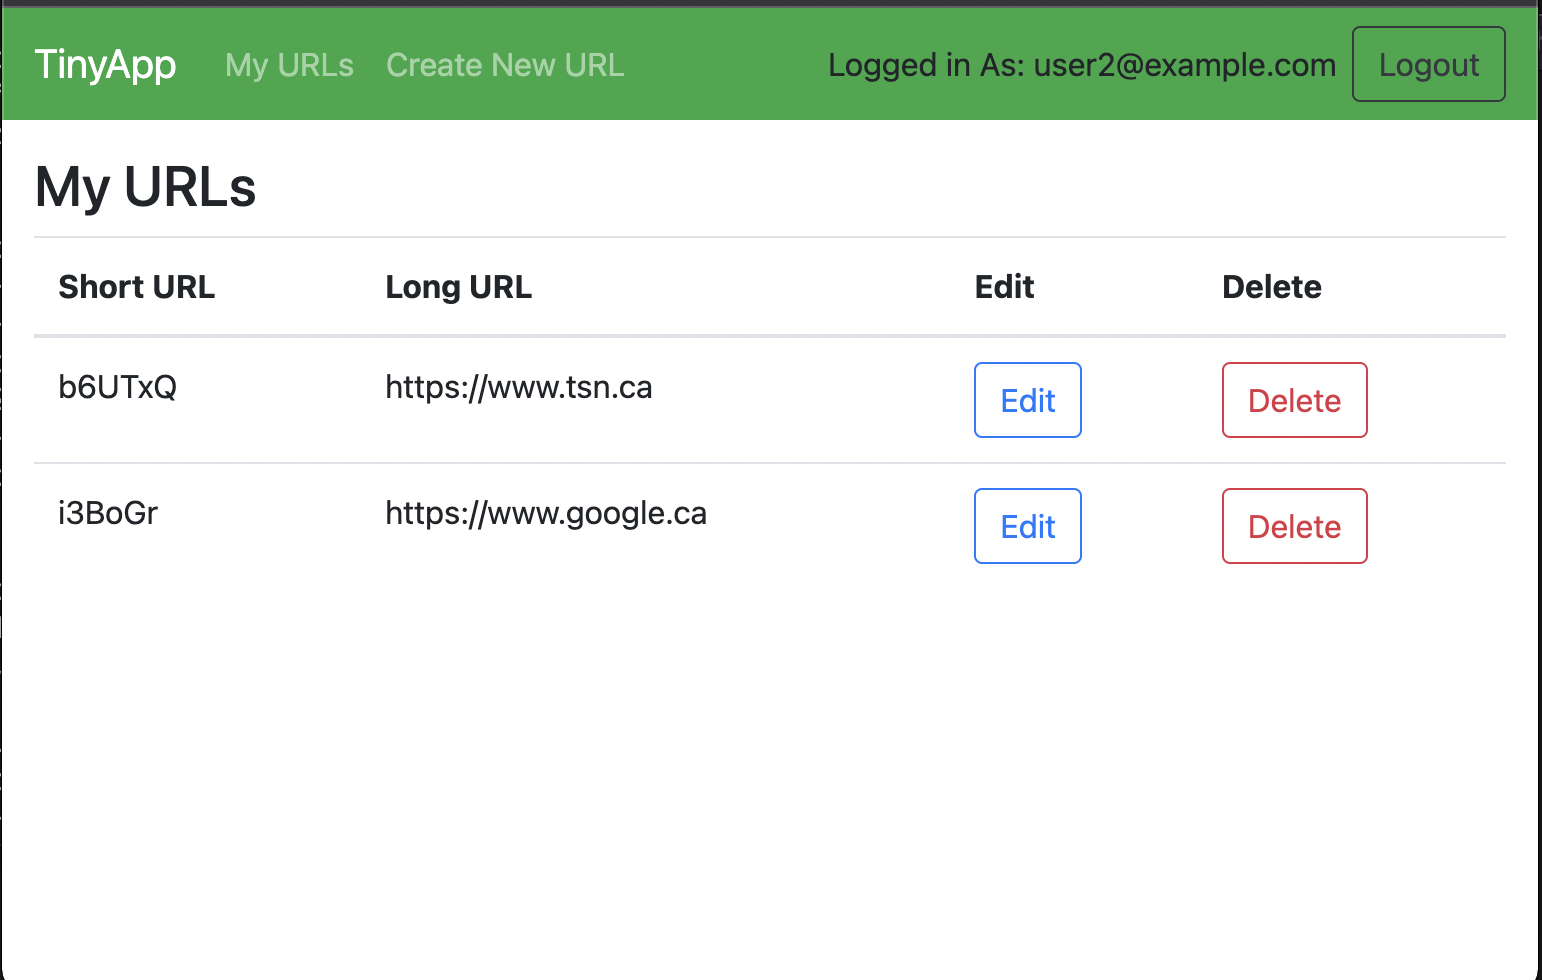 TinyApp My URLs Create New URL Logged in As: user2@example.com Logout
My URLs
Short URL Long URL Edit Delete
b6UTxQ https://www.tsn.ca Edit Delete
i3BoGr https://www.google.ca Edit Delete